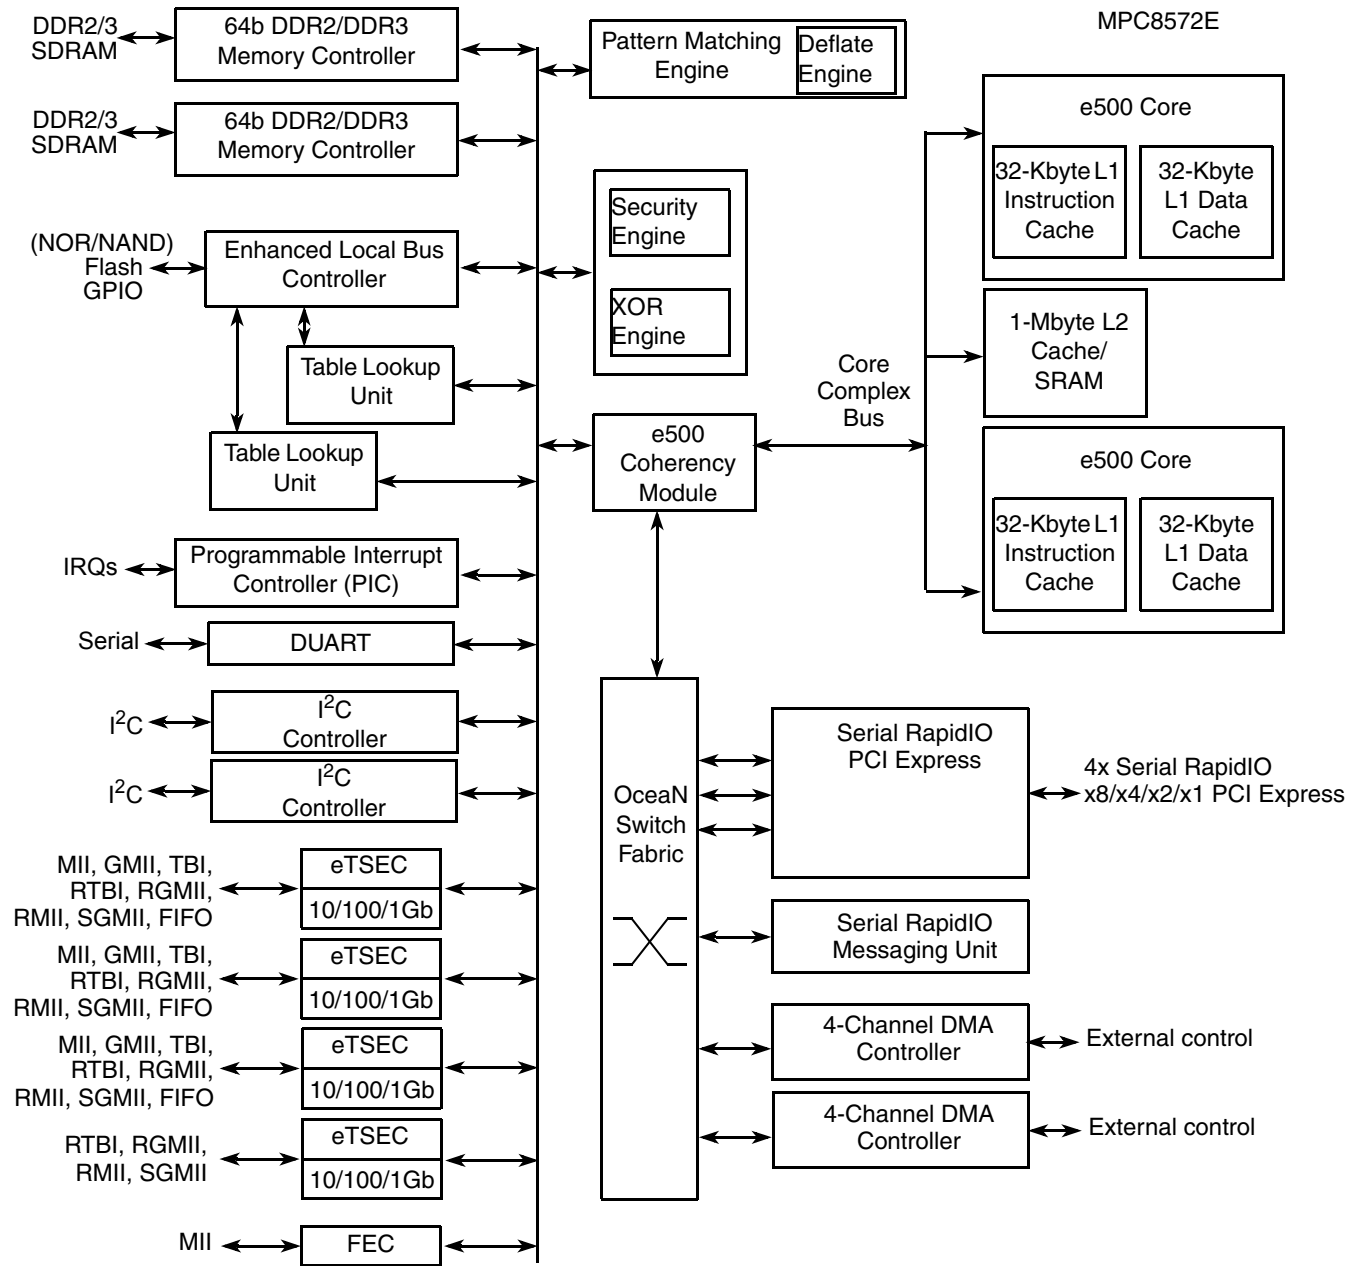 MPC8572E
DDR2/3
SDRAM
64b DDR2/DDR3
Memory Controller
DDR2/3
SDRAM
64b DDR2/DDR3
Memory Controller
(NOR/NAND)
Flash
GPIO
Enhanced Local Bus
Controller
Table Lookup
Unit
Table Lookup
Unit
IRQs
Programmable Interrupt
Controller (PIC)
Serial
DUART
I²C
I²C
Controller
I²C
I²C
Controller
MII, GMII, TBI,
RTBI, RGMII,
RMII, SGMII, FIFO
eTSEC
10/100/1Gb
MII, GMII, TBI,
RTBI, RGMII,
RMII, SGMII, FIFO
eTSEC
10/100/1Gb
MII, GMII, TBI,
RTBI, RGMII,
RMII, SGMII, FIFO
eTSEC
10/100/1Gb
RTBI, RGMII,
RMII, SGMII
eTSEC
10/100/1Gb
MII
FEC
Pattern Matching
Engine
Deflate
Engine
Security
Engine
XOR
Engine
e500
Coherency
Module
Core
Complex
Bus
e500 Core
32-Kbyte L1
Instruction
Cache
32-Kbyte
L1 Data
Cache
1-Mbyte L2
Cache/
SRAM
e500 Core
32-Kbyte L1
Instruction
Cache
32-Kbyte
L1 Data
Cache
OceaN
Switch
Fabric
Serial RapidIO
PCI Express
4x Serial RapidIO
x8/x4/x2/x1 PCI Express
Serial RapidIO
Messaging Unit
4-Channel DMA
Controller
External control
4-Channel DMA
Controller
External control